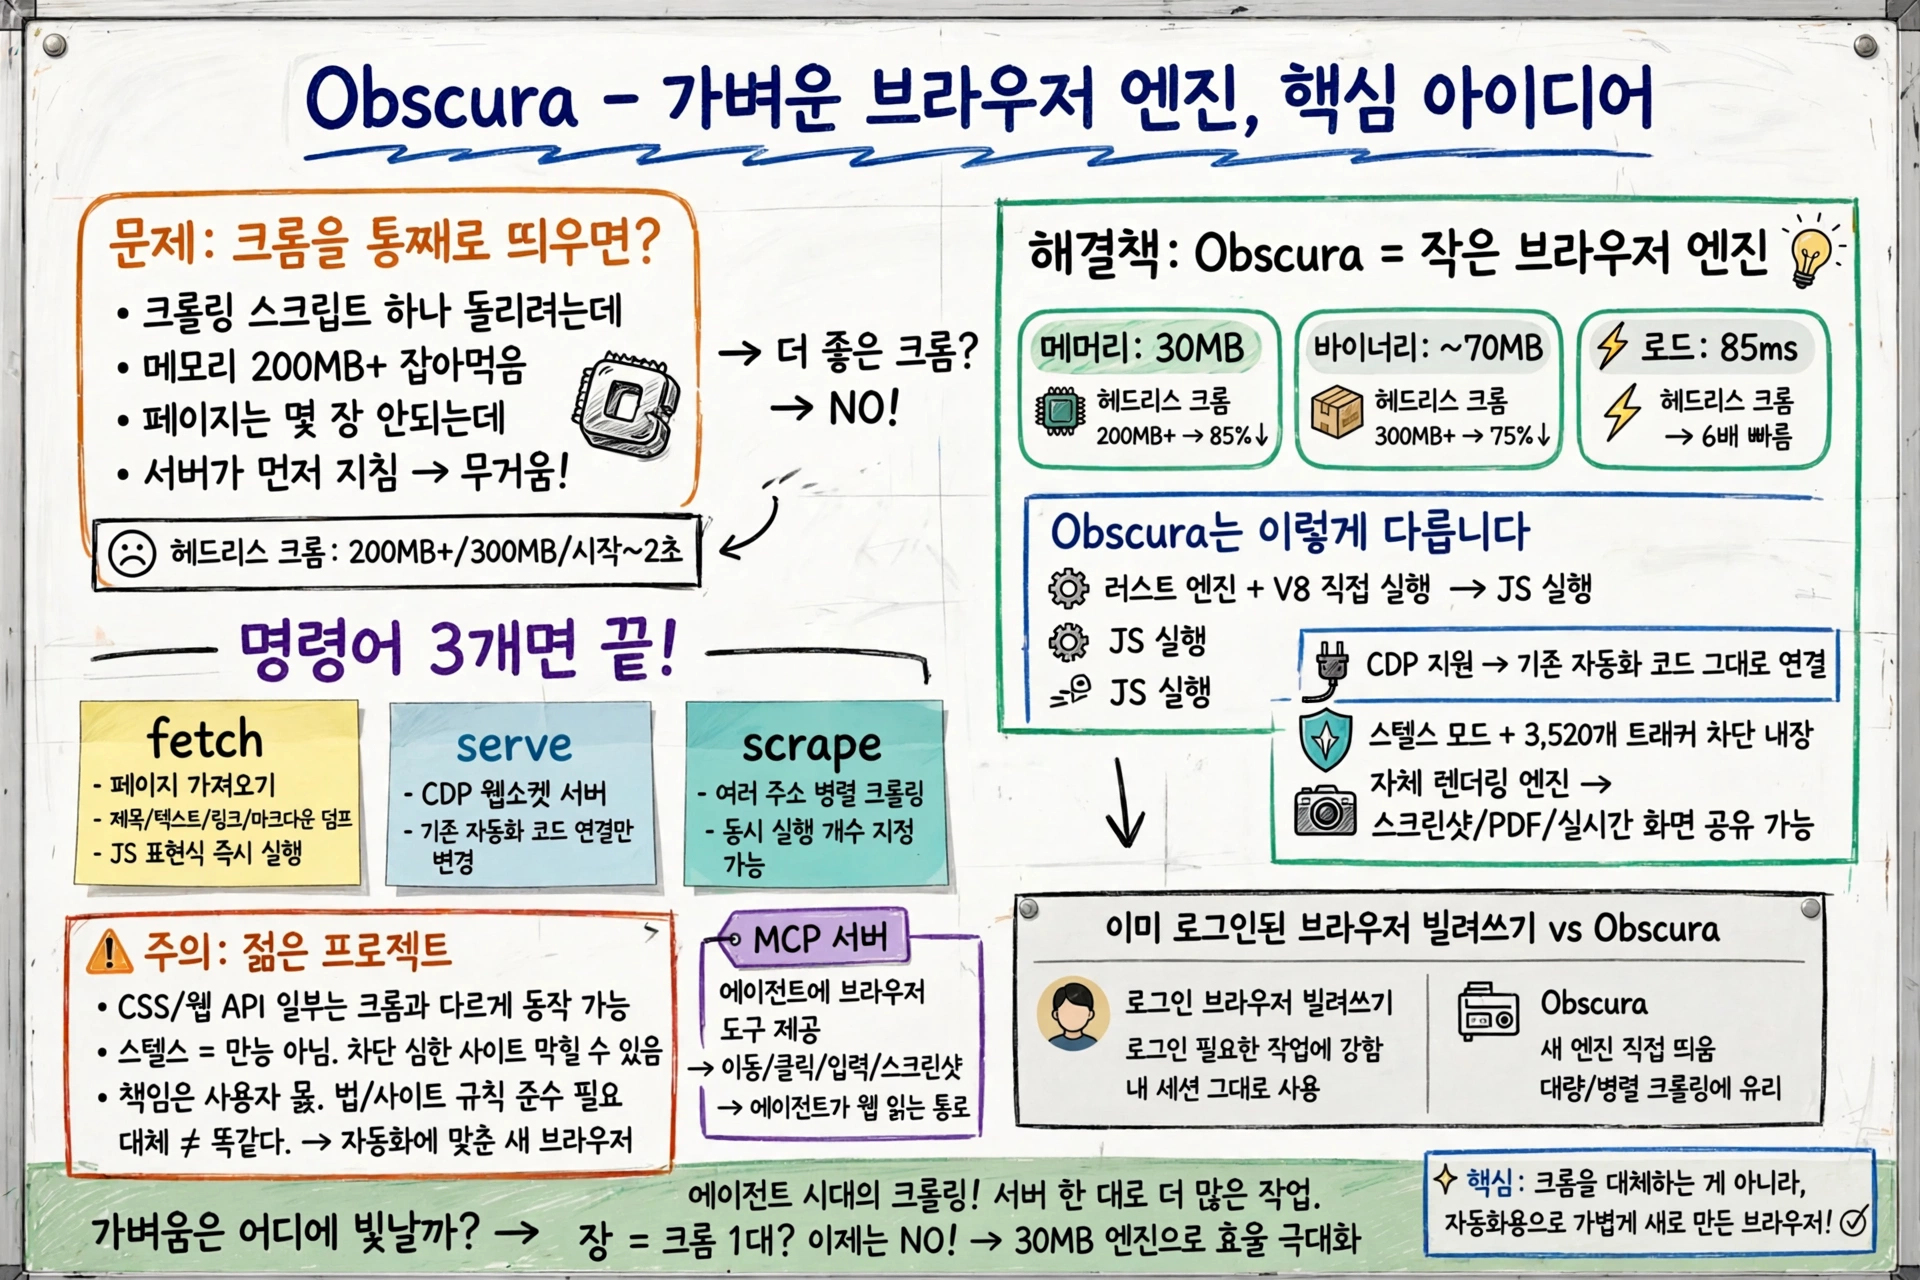 Obscura - 가벼운 브라우저 엔진, 핵심 아이디어
문제: 크롬을 통째로 띄우면?
• 크롤링 스크립트 하나 돌리려는데
• 메모리 200MB+ 잡아먹음
• 페이지는 몇 장 안되는데
• 서버가 먼저 지침 → 무거움!
헤드리스 크롬: 200MB+/300MB/시작~2초
→ 더 좋은 크롬?
→ NO!
해결책: Obscura = 작은 브라우저 엔진
메머리: 30MB
헤드리스 크롬
200MB+ → 85%↓
바이너리: ~70MB
헤드리스 크롬
300MB+ → 75%↓
로드: 85ms
헤드리스 크롬
→ 6배 빠름
Obscura는 이렇게 다릅니다
러스트 엔진 + V8 직접 실행 → JS 실행
JS 실행
JS 실행
CDP 지원 → 기존 자동화 코드 그대로 연결
스텔스 모드 + 3,520개 트래커 차단 내장
자체 렌더링 엔진 →
스크린샷/PDF/실시간 화면 공유 가능
명령어 3개면 끝!
fetch
- 페이지 가져오기
- 제목/텍스트/링크/마크다운 덤프
- JS 표현식 즉시 실행
serve
- CDP 웹소켓 서버
- 기존 자동화 코드 연결만
변경
scrape
- 여러 주소 병렬 크롤링
- 동시 실행 개수 지정
가능
주의: 젊은 프로젝트
• CSS/웹 API 일부는 크롬과 다르게 동작 가능
• 스텔스 = 만능 아님. 차단 심한 사이트 막힐 수 있음
• 책임은 사용자 몫. 법/사이트 규칙 준수 필요
대체 ≠ 똑같다. → 자동화에 맞춘 새 브라우저
MCP 서버
에이전트에 브라우저
도구 제공
→ 이동/클릭/입력/스크린샷
→ 에이전트가 웹 읽는 통로
이미 로그인된 브라우저 빌려쓰기 vs Obscura
로그인 브라우저 빌려쓰기
로그인 필요한 작업에 강함
내 세션 그대로 사용
Obscura
새 엔진 직접 띄움
대량/병렬 크롤링에 유리
가벼움은 어디에 빛날까? →
에이전트 시대의 크롤링! 서버 한 대로 더 많은 작업.
장 = 크롬 1대? 이제는 NO! → 30MB 엔진으로 효율 극대화
핵심: 크롬을 대체하는 게 아니라,
자동화용으로 가볍게 새로 만든 브라우저!